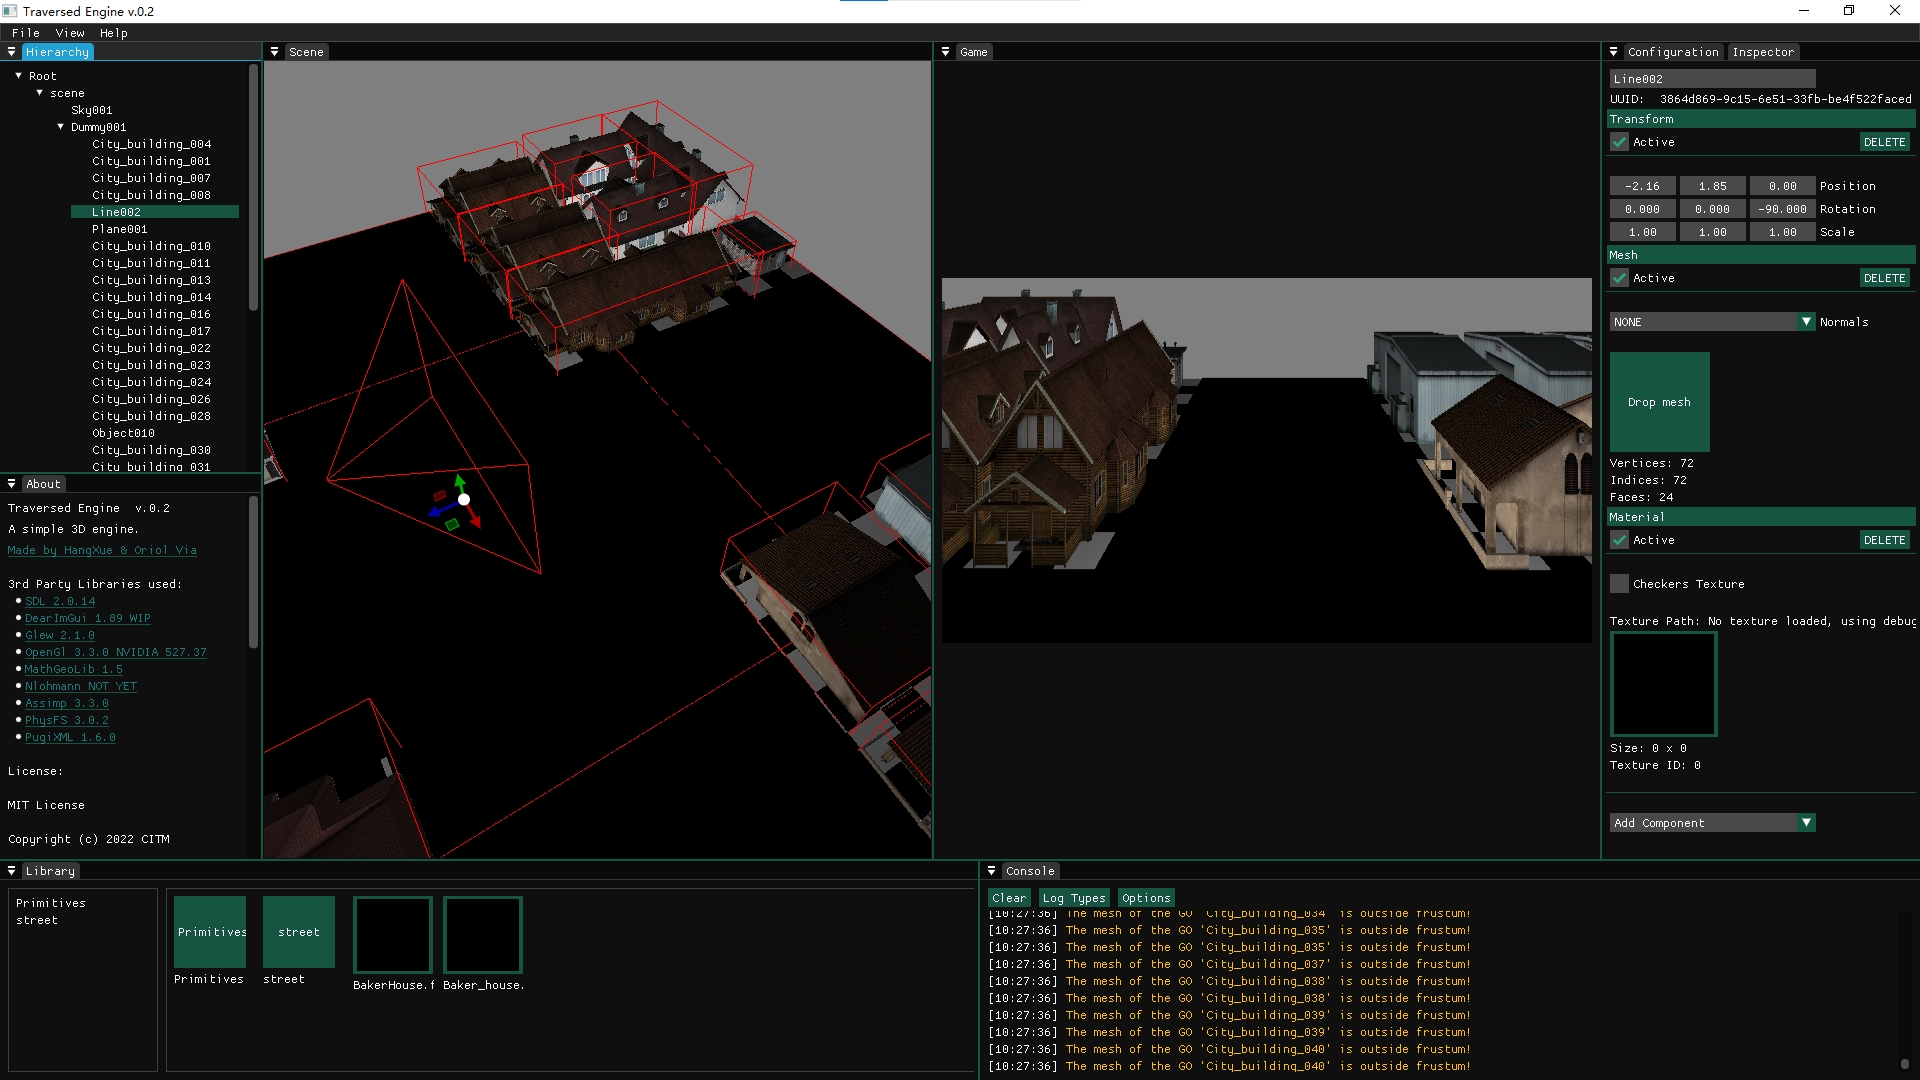 Traversed Engine v.0.2
File View Help
Hierarchy
Root
scene
Sky001
Dummy001
City_building_004
City_building_001
City_building_007
City_building_008
Line002
Plane001
City_building_010
City_building_011
City_building_013
City_building_014
City_building_016
City_building_017
City_building_022
City_building_023
City_building_024
City_building_026
City_building_028
Object010
City_building_030
City_building_031
About
Traversed Engine v.0.2
A simple 3D engine.
Made by HangXue & Oriol Via
3rd Party Libraries used:
SDL 2.0.14
DearImGui 1.89 WIP
Glew 2.1.0
OpenGl 3.3.0 NVIDIA 527.37
MathGeoLib 1.5
Nlohmann NOT YET
Assimp 3.3.0
PhysFS 3.0.2
PugiXML 1.6.0
License:
MIT License
Copyright (c) 2022 CITM
Scene
Game
Configuration Inspector
Line002
UUID: 3864d869-9c15-6e51-33fb-be4f522faced
Transform
Active DELETE
-2.16 1.85 0.00 Position
0.000 0.000 -90.000 Rotation
1.00 1.00 1.00 Scale
Mesh
Active DELETE
NONE Normals
Drop mesh
Vertices: 72
Indices: 72
Faces: 24
Material
Active DELETE
Checkers Texture
Texture Path: No texture loaded, using debug
Size: 0 x 0
Texture ID: 0
Add Component
Library
Primitives
street
Primitives street
Primitives street BakerHouse.f Baker_house.
Console
Clear Log Types Options
[10:27:36] The mesh of the GO 'City_building_034' is outside frustum!
[10:27:36] The mesh of the GO 'City_building_035' is outside frustum!
[10:27:36] The mesh of the GO 'City_building_035' is outside frustum!
[10:27:36] The mesh of the GO 'City_building_037' is outside frustum!
[10:27:36] The mesh of the GO 'City_building_038' is outside frustum!
[10:27:36] The mesh of the GO 'City_building_038' is outside frustum!
[10:27:36] The mesh of the GO 'City_building_039' is outside frustum!
[10:27:36] The mesh of the GO 'City_building_039' is outside frustum!
[10:27:36] The mesh of the GO 'City_building_040' is outside frustum!
[10:27:36] The mesh of the GO 'City_building_040' is outside frustum!